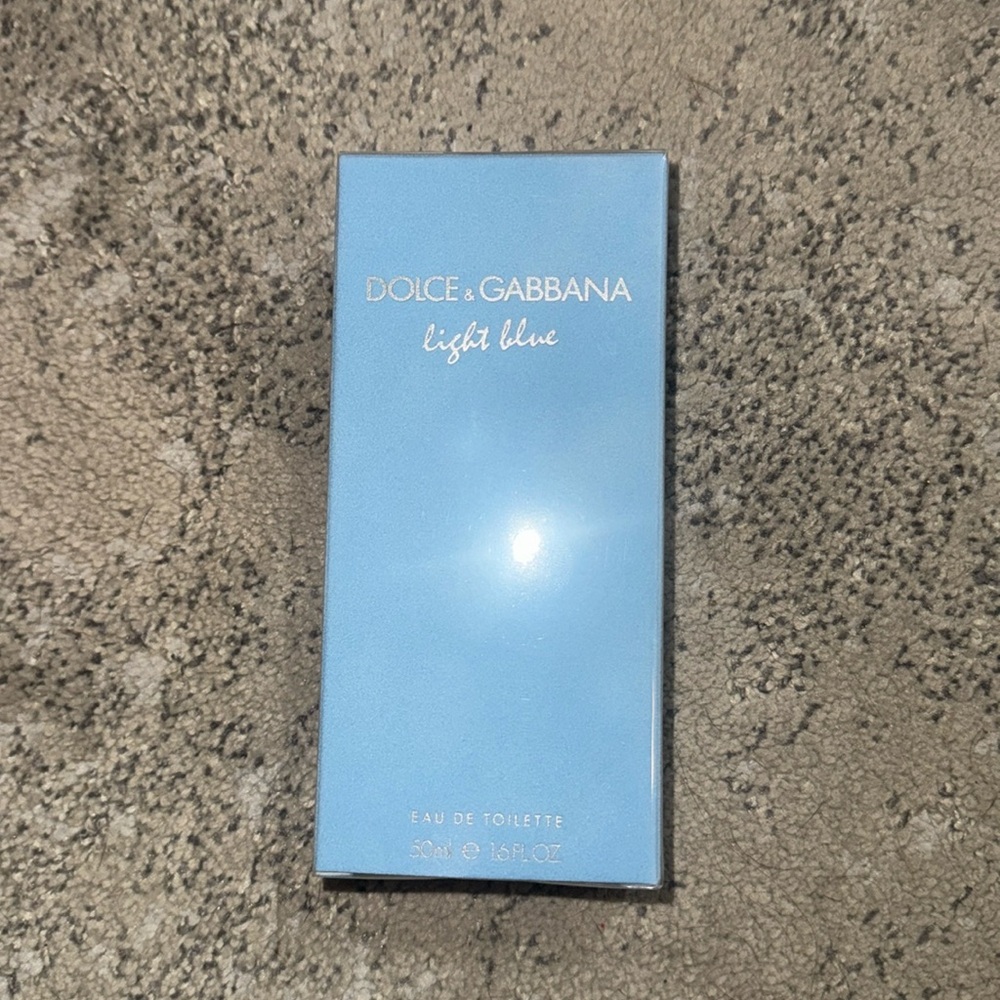 DOLCE & GABBANA
light blue
EAU DE TOILETTE
50ml ℮ 1.6 FL.OZ.